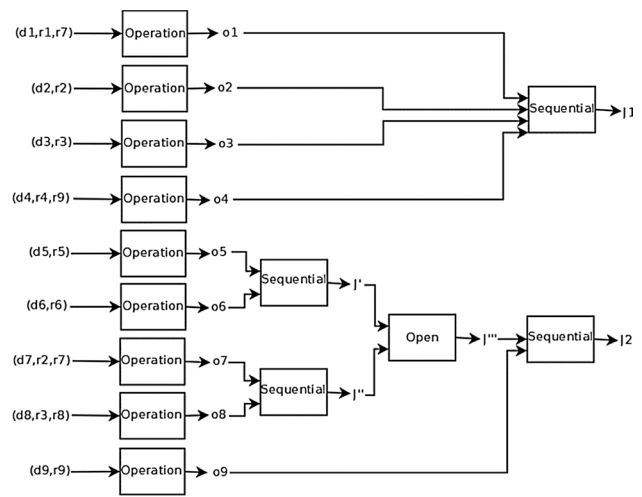 (d1,r1,r7) Operation o1
(d2,r2) Operation o2
Sequential J1
(d3,r3) Operation o3
(d4,r4,r9) Operation o4
(d5,r5) Operation o5
Sequential J'
(d6,r6) Operation o6
Open J''' Sequential J2
(d7,r2,r7) Operation o7
Sequential J''
(d8,r3,r8) Operation o8
(d9,r9) Operation o9